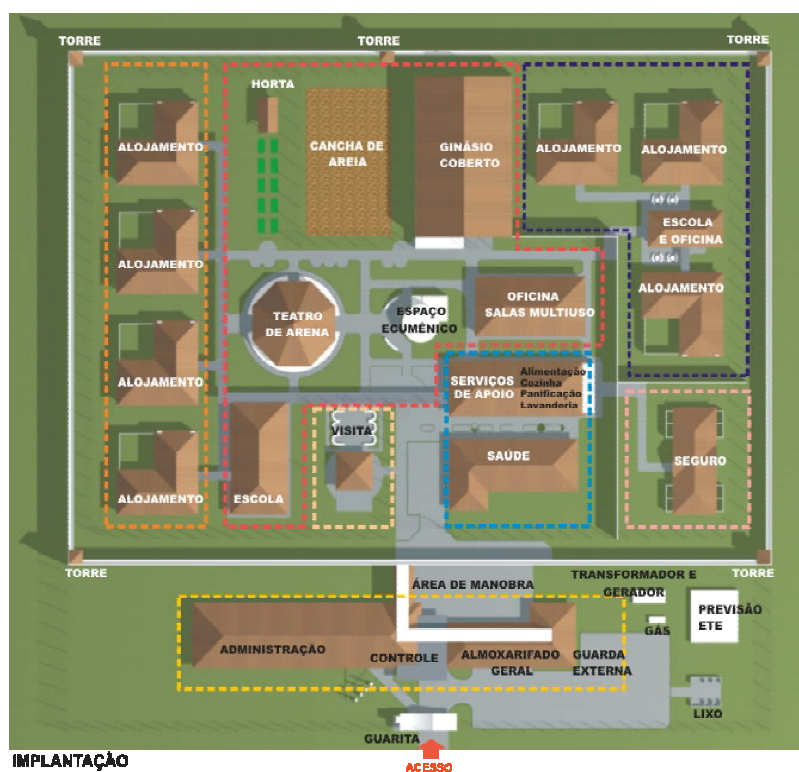 TORRE
TORRE
TORRE
HORTA
ALOJAMENTO
CANCHA DE
AREIA
GINÁSIO
COBERTO
ALOJAMENTO
ALOJAMENTO
ESCOLA
E OFICINA
ALOJAMENTO
ALOJAMENTO
TEATRO
DE ARENA
ESPAÇO
ECUMÊNICO
OFICINA
SALAS MULTIUSO
ALOJAMENTO
SERVIÇOS
DE APOIO
Alimentação
Cozinha
Panificação
Lavanderia
VISITA
SAÚDE
SEGURO
ALOJAMENTO
ESCOLA
TORRE
TORRE
ÁREA DE MANOBRA
TRANSFORMADOR E
GERADOR
PREVISÃO
ETE
GÁS
ADMINISTRAÇÃO
CONTROLE
ALMOXARIFADO
GERAL
GUARDA
EXTERNA
LIXO
GUARITA
ACESSO
IMPLANTAÇÃO